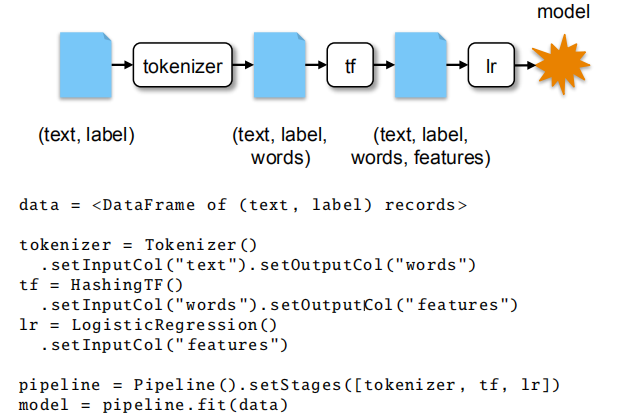 model
tokenizer
tf
lr
(text, label)
(text, label,
words)
(text, label,
words, features)
data = <DataFrame of (text, label) records>
tokenizer = Tokenizer()
.setInputCol("text").setOutputCol("words")
tf = HashingTF()
.setInputCol("words").setOutputCol("features")
lr = LogisticRegression()
.setInputCol("features")
pipeline = Pipeline().setStages([tokenizer, tf, lr])
model = pipeline.fit(data)